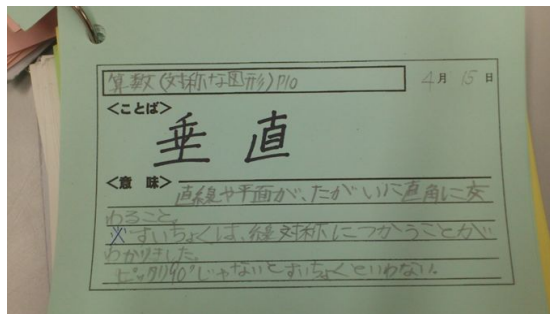 算数(対称な図形)P10
4月15日
<ことば>
垂直
<意味>
直線や平面が、たがいに直角に交
わること。
※すいちょくは、線対称につかうことが
わかりました。
ピッタリ90°じゃないとすいちょくといわない。